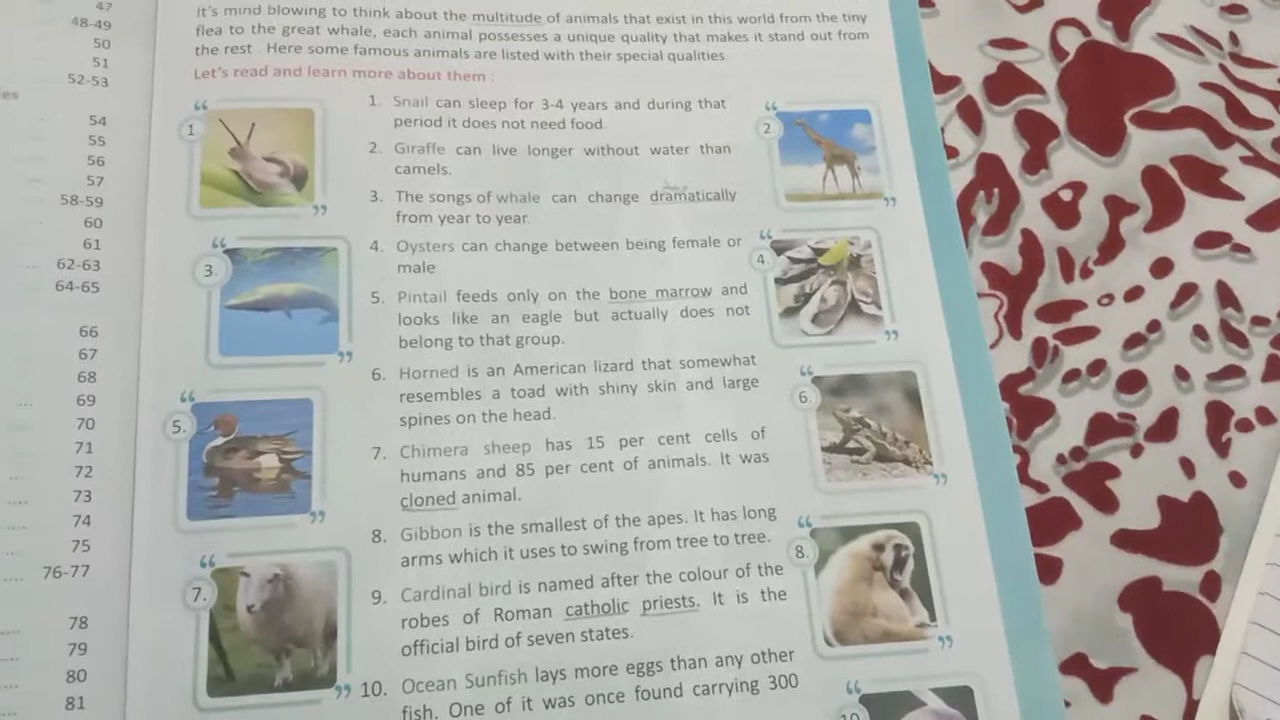 47
48-49
50
51
52-53
es
54
55
56
57
58-59
60
61
62-63
64-65
66
67
68
69
70
71
72
73
74
75
76-77
78
79
80
81
it's mind blowing to think about the multitude of animals that exist in this world from the tiny
flea to the great whale, each animal possesses a unique quality that makes it stand out from
the rest . Here some famous animals are listed with their special qualities
Let's read and learn more about them :
1
1. Snail can sleep for 3-4 years and during that
period it does not need food
2
2. Giraffe can live longer without water than
camels.
3. The songs of whale can change dramatically
from year to year.
3.
4. Oysters can change between being female or
male
4.
5. Pintail feeds only on the bone marrow and
looks like an eagle but actually does not
belong to that group.
5.
6. Horned is an American lizard that somewhat
resembles a toad with shiny skin and large
spines on the head.
6.
7. Chimera sheep has 15 per cent cells of
humans and 85 per cent of animals. It was
cloned animal.
7.
8. Gibbon is the smallest of the apes. It has long
arms which it uses to swing from tree to tree.
8.
9. Cardinal bird is named after the colour of the
robes of Roman catholic priests. It is the
official bird of seven states.
10. Ocean Sunfish lays more eggs than any other
fish. One of it was once found carrying 300
10